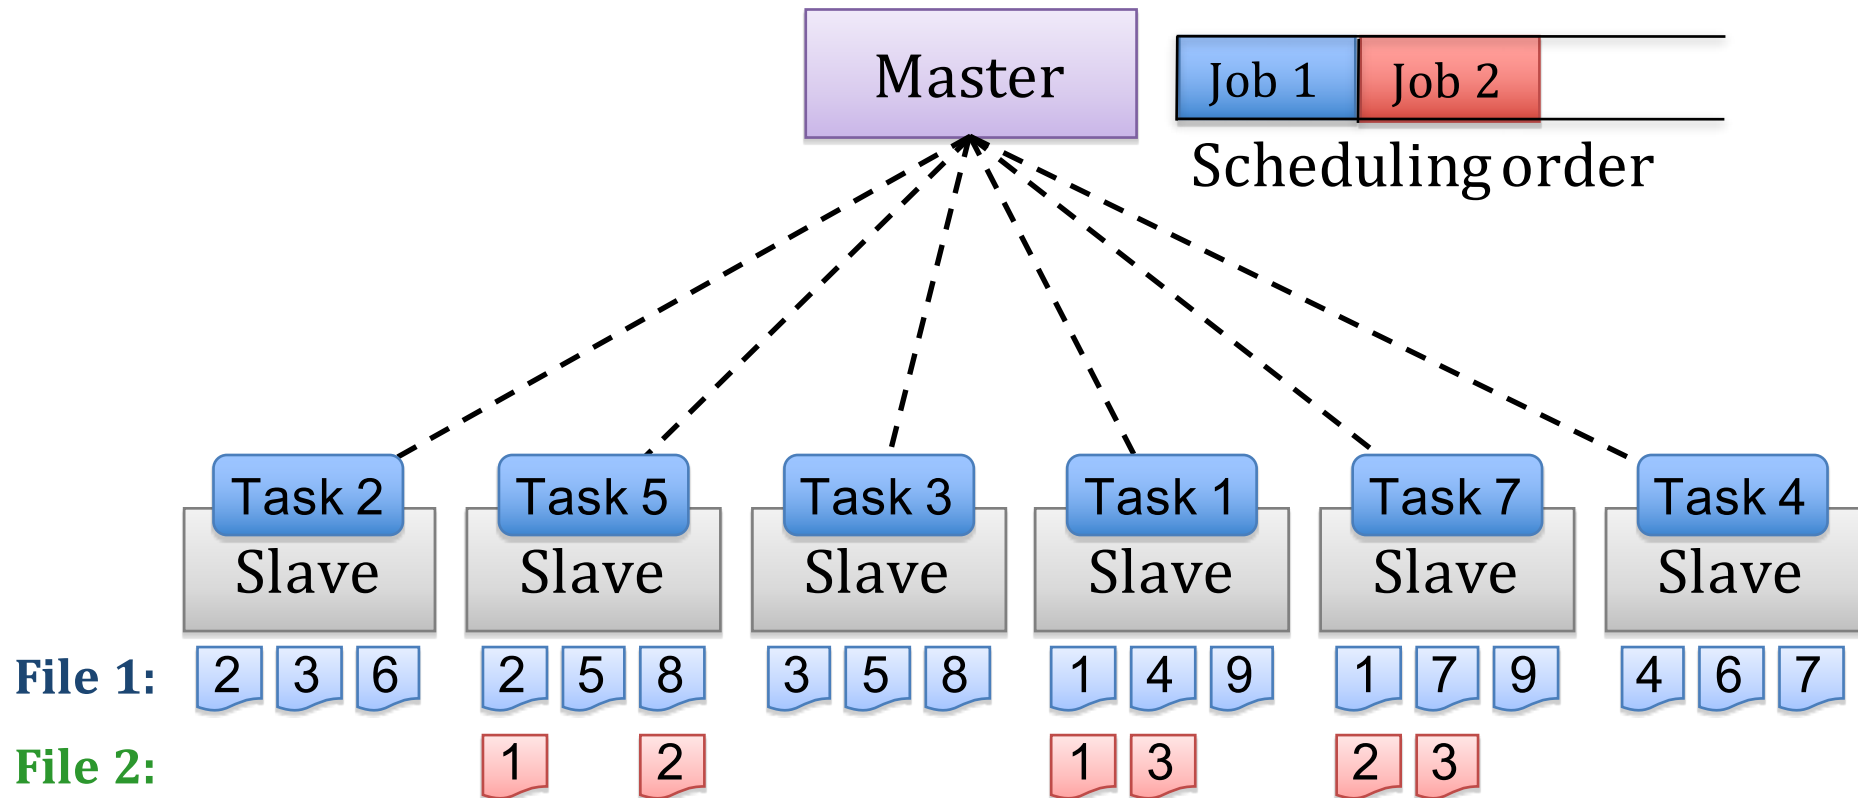 Master
Job 1 Job 2
Scheduling order
Task 2 Task 5 Task 3 Task 1 Task 7 Task 4
Slave Slave Slave Slave Slave Slave
File 1: 2 3 6 2 5 8 3 5 8 1 4 9 1 7 9 4 6 7
File 2: 1 2 1 3 2 3